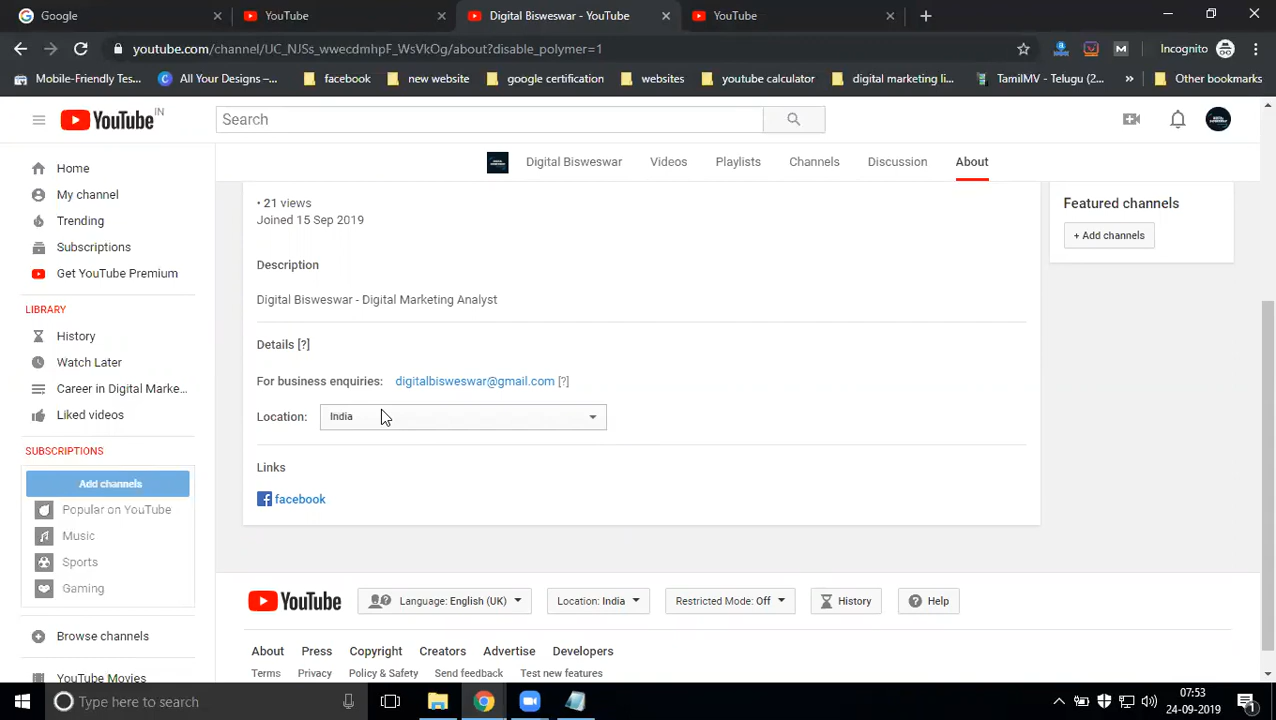 Google
YouTube
Digital Bisweswar - YouTube
YouTube
youtube.com/channel/UC_NJSs_wwecdmhpF_WsVkOg/about?disable_polymer=1
Incognito
Mobile-Friendly Tes...
All Your Designs –...
facebook
new website
google certification
websites
youtube calculator
digital marketing li...
TamilMV - Telugu (2...
Other bookmarks
YouTube IN
Search
Digital Bisweswar
Videos
Playlists
Channels
Discussion
About
Home
My channel
Trending
Subscriptions
Get YouTube Premium
LIBRARY
History
Watch Later
Career in Digital Marke...
Liked videos
SUBSCRIPTIONS
Add channels
Popular on YouTube
Music
Sports
Gaming
Browse channels
YouTube Movies
• 21 views
Joined 15 Sep 2019
Description
Digital Bisweswar - Digital Marketing Analyst
Details [?]
For business enquiries: digitalbisweswar@gmail.com [?]
Location: India
Links
facebook
Featured channels
+ Add channels
YouTube
Language: English (UK)
Location: India
Restricted Mode: Off
History
Help
About Press Copyright Creators Advertise Developers
Terms Privacy Policy & Safety Send feedback Test new features
Type here to search
07:53
24-09-2019
1